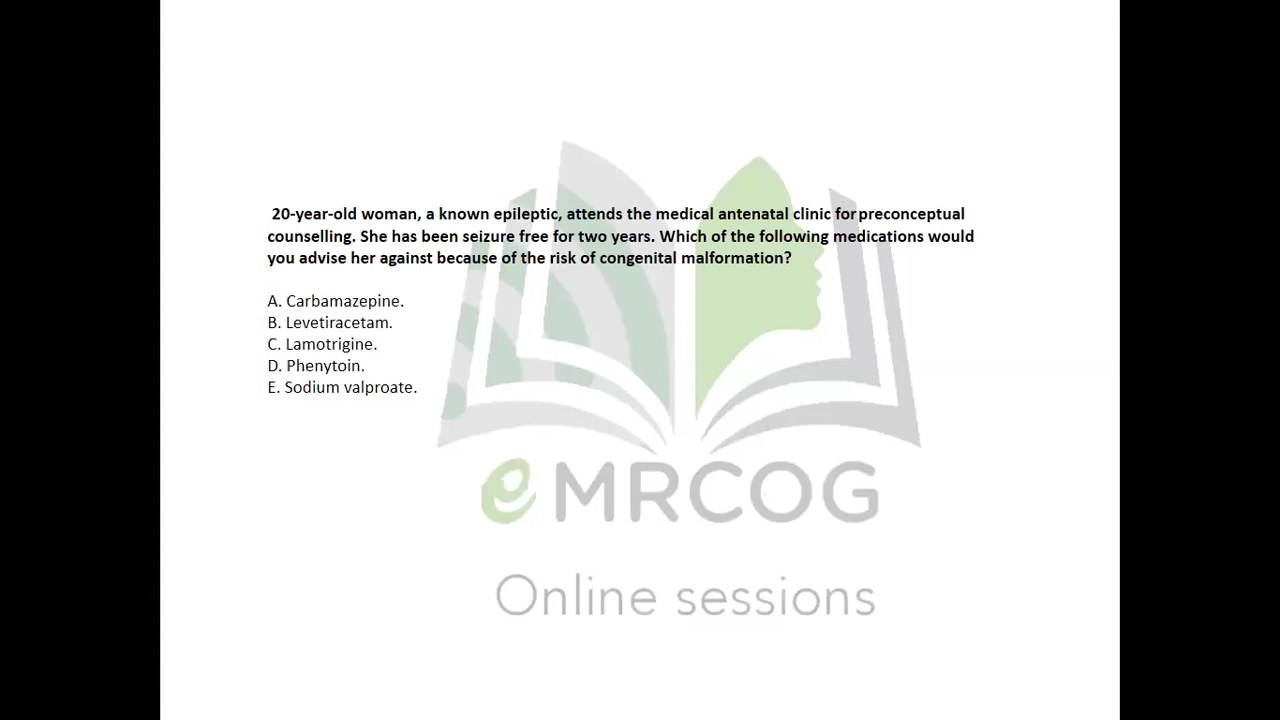 20-year-old woman, a known epileptic, attends the medical antenatal clinic for preconceptual
counselling. She has been seizure free for two years. Which of the following medications would
you advise her against because of the risk of congenital malformation?
A. Carbamazepine.
B. Levetiracetam.
C. Lamotrigine.
D. Phenytoin.
E. Sodium valproate.
eMRCOG
Online sessions